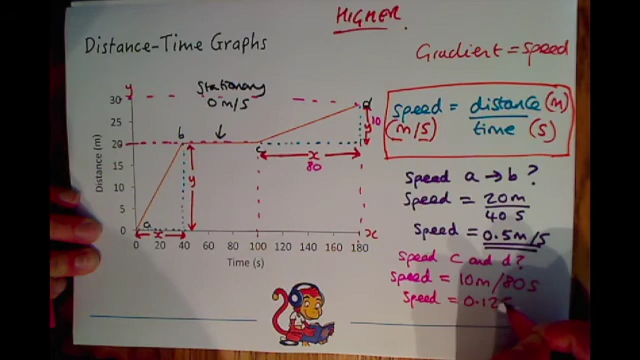 HIGHER.
Distance-Time Graphs
Gradient = speed
y
Stationary
0 m/s
speed = distance (m)
(m/s) time (s)
30
25
20
15
10
5
0
Distance (m)
a
b
c
d
y
x
x
80
y
10
x
0 20 40 60 80 100 120 140 160 180
Time (s)
Speed a → b ?
Speed = 20m
40 s
Speed = 0.5m/s
Speed c and d?
Speed = 10m/80s
Speed = 0.125